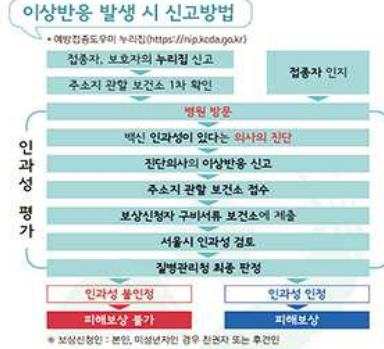 이상반응 발생 시 신고방법
• 예방접종도우미 누리집(https://nip.kcda.go.kr)
접종자, 보호자의 누리집 신고
접종자 인지
주소지 관할 보건소 1차 확인
병원 방문
백신 인과성이 있다는 의사의 진단
진단의사의 이상반응 신고
주소지 관할 보건소 접수
보상신청자 구비서류 보건소에 제출
서울시 인과성 검토
질병관리청 최종 판정
인과성 평가
인과성 불인정
인과성 인정
피해보상 불가
피해보상
※ 보상신청인 : 본인, 미성년자인 경우 친권자 또는 후견인